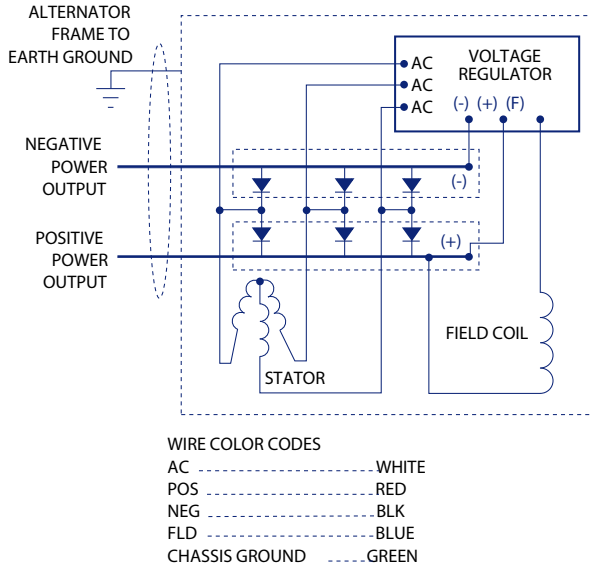 ALTERNATOR
FRAME TO
EARTH GROUND
AC
AC
AC
VOLTAGE
REGULATOR
(-) (+) (F)
NEGATIVE
POWER
OUTPUT
(-)
POSITIVE
POWER
OUTPUT
(+)
FIELD COIL
STATOR
WIRE COLOR CODES
AC WHITE
POS RED
NEG BLK
FLD BLUE
CHASSIS GROUND GREEN